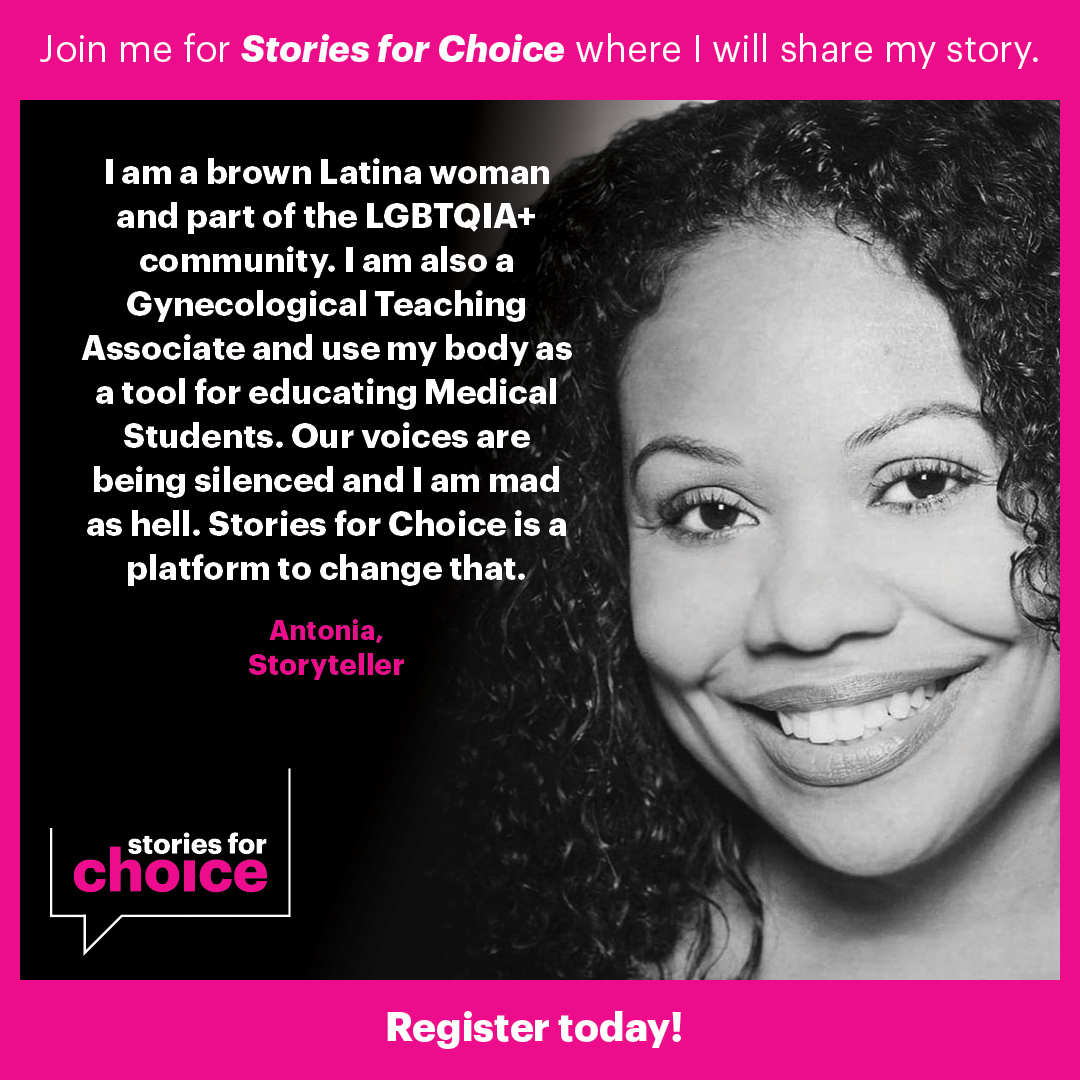 Join me for Stories for Choice where I will share my story.
I am a brown Latina woman
and part of the LGBTQIA+
community. I am also a
Gynecological Teaching
Associate and use my body as
a tool for educating Medical
Students. Our voices are
being silenced and I am mad
as hell. Stories for Choice is a
platform to change that.
Antonia,
Storyteller
stories for
choice
Register today!